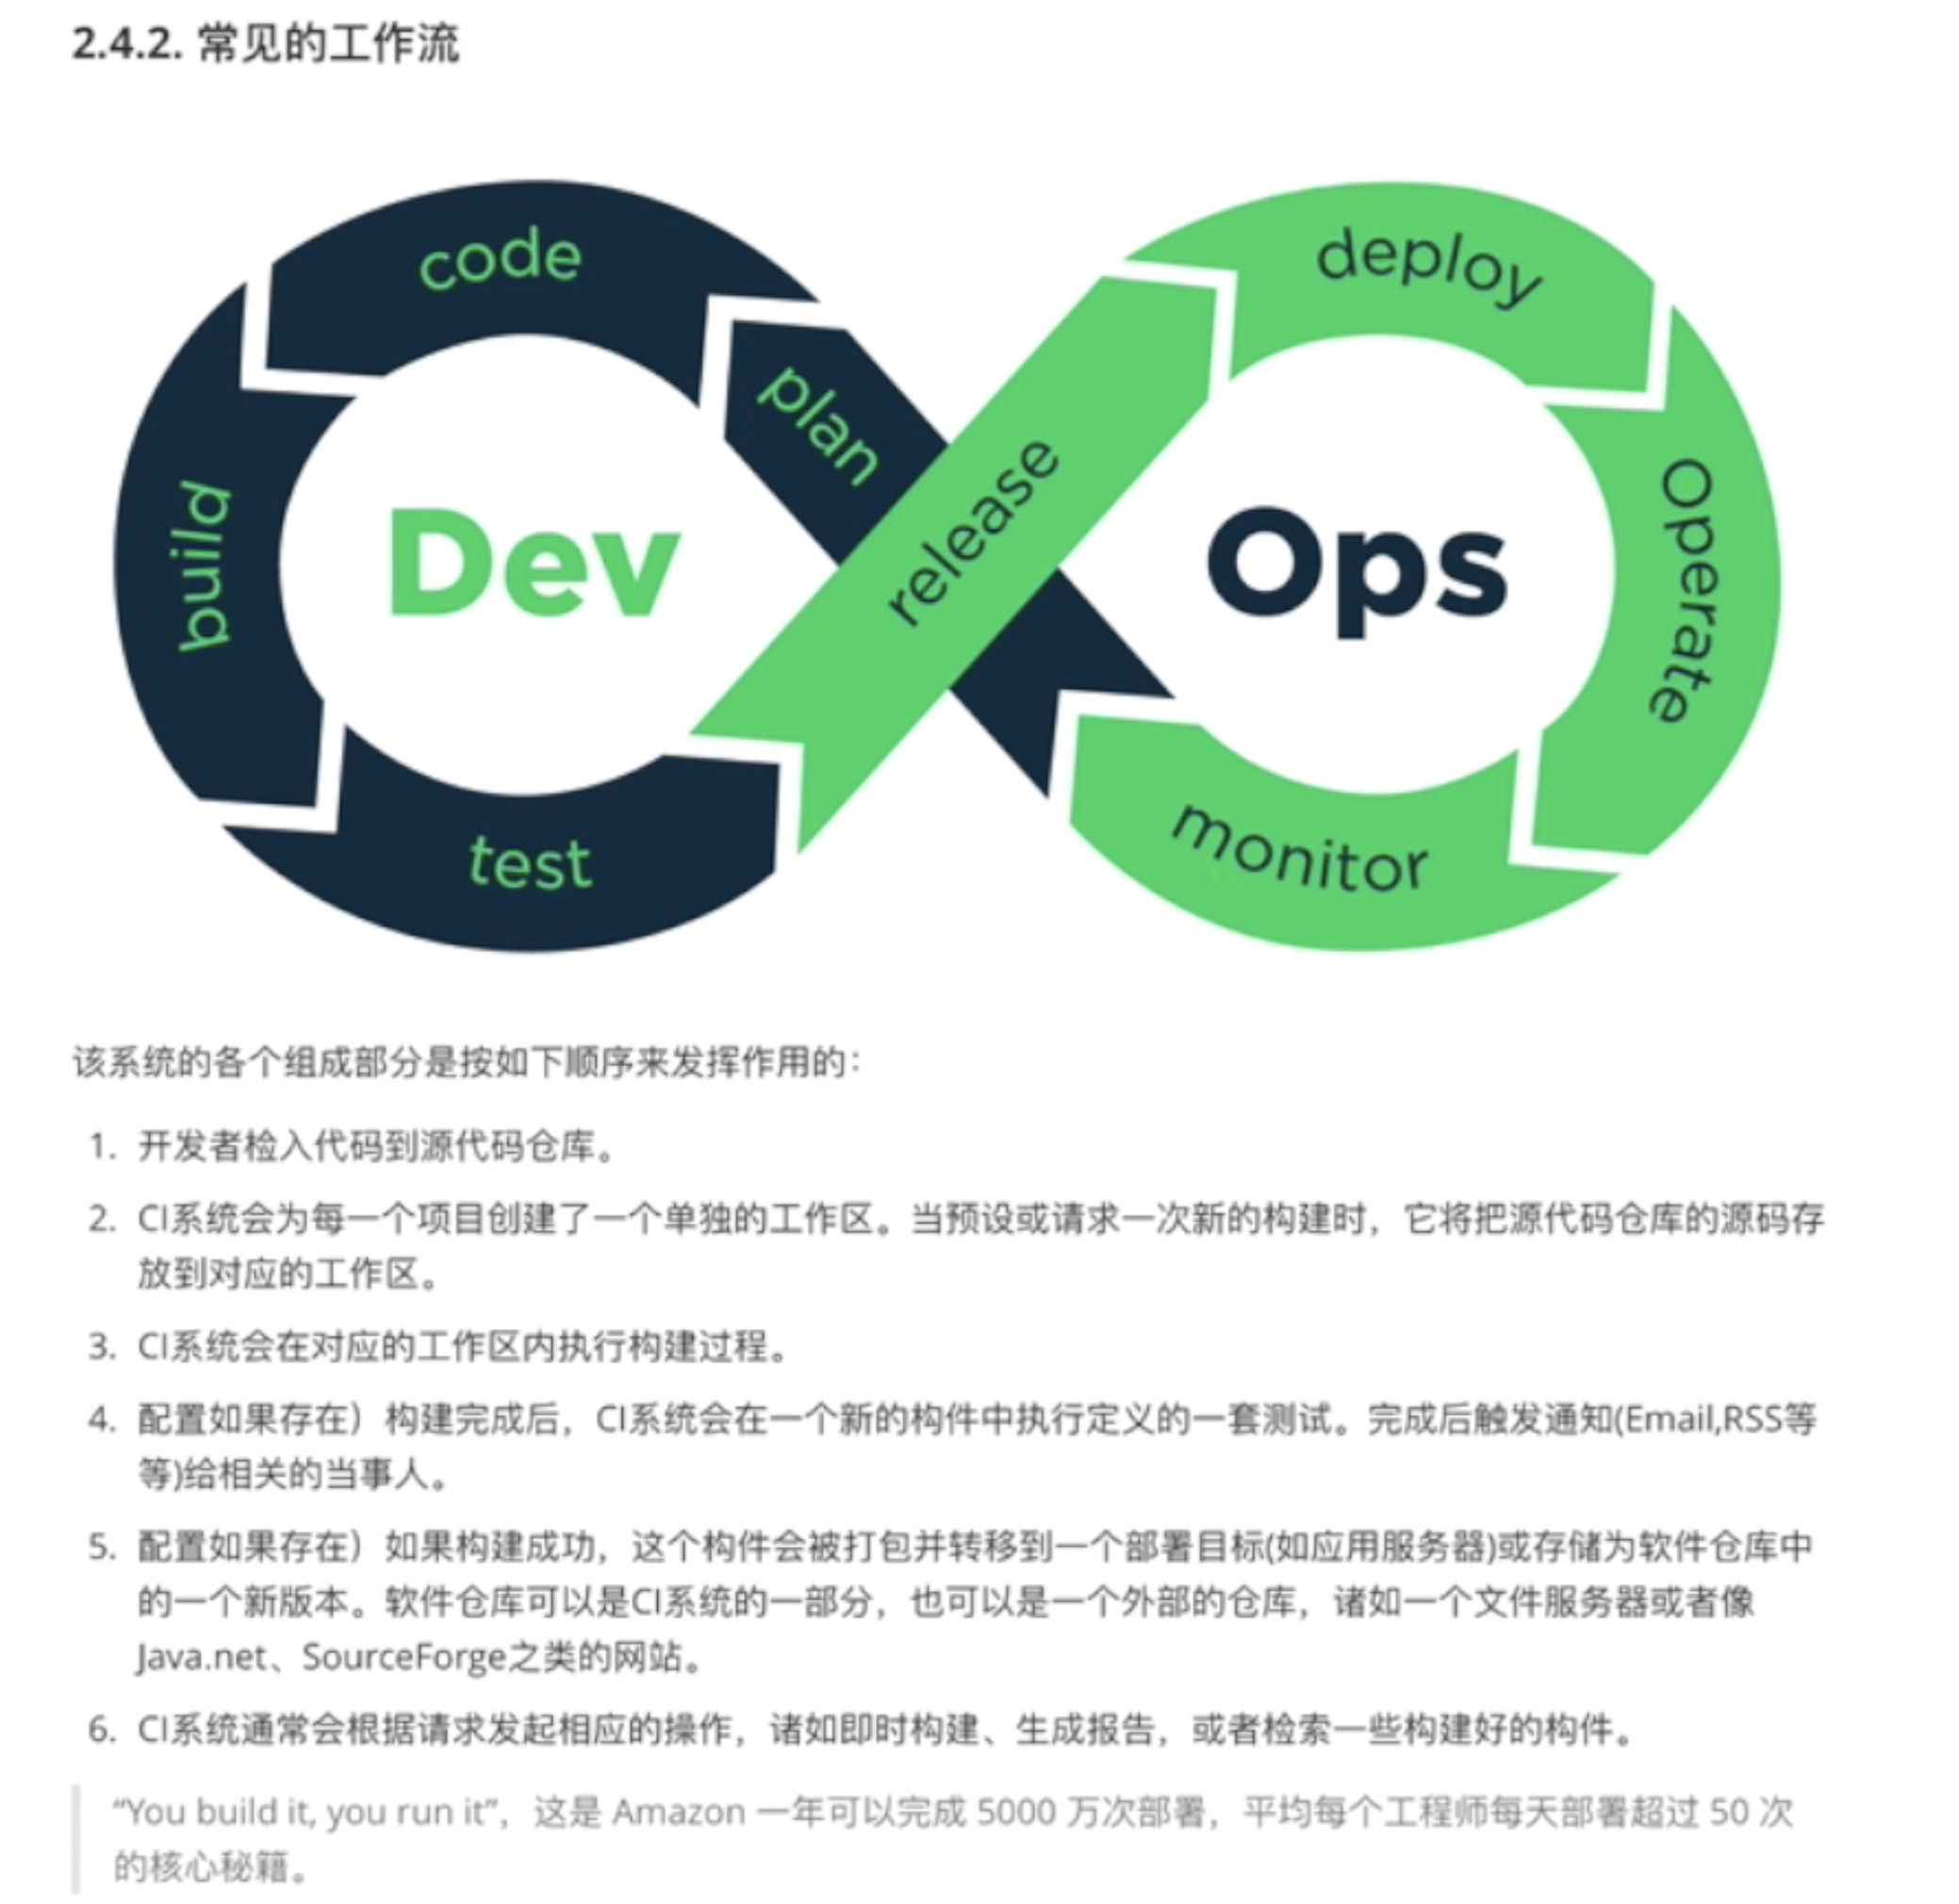 2.4.2. 常见的工作流
code
plan
build
Dev
test
release
deploy
Ops
Operate
monitor
该系统的各个组成部分是按如下顺序来发挥作用的：
1. 开发者检入代码到源代码仓库。
2. CI系统会为每一个项目创建了一个单独的工作区。当预设或请求一次新的构建时，它将把源代码仓库的源码存
放到对应的工作区。
3. CI系统会在对应的工作区内执行构建过程。
4. 配置如果存在）构建完成后，CI系统会在一个新的构件中执行定义的一套测试。完成后触发通知(Email,RSS等
等)给相关的当事人。
5. 配置如果存在）如果构建成功，这个构件会被打包并转移到一个部署目标(如应用服务器)或存储为软件仓库中
的一个新版本。软件仓库可以是CI系统的一部分，也可以是一个外部的仓库，诸如一个文件服务器或者像
Java.net、SourceForge之类的网站。
6. CI系统通常会根据请求发起相应的操作，诸如即时构建、生成报告，或者检索一些构建好的构件。
“You build it, you run it”，这是 Amazon 一年可以完成 5000 万次部署，平均每个工程师每天部署超过 50 次
的核心秘籍。